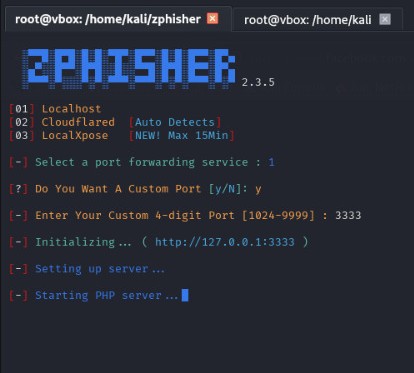 root@vbox: /home/kali/zphisher
root@vbox: /home/kali
ZPHISHER 2.3.5
[01] Localhost
[02] Cloudflared [Auto Detects]
[03] LocalXpose [NEW! Max 15Min]
[-] Select a port forwarding service : 1
[?] Do You Want A Custom Port [y/N]: y
[-] Enter Your Custom 4-digit Port [1024-9999] : 3333
[-] Initializing... ( http://127.0.0.1:3333 )
[-] Setting up server...
[-] Starting PHP server...